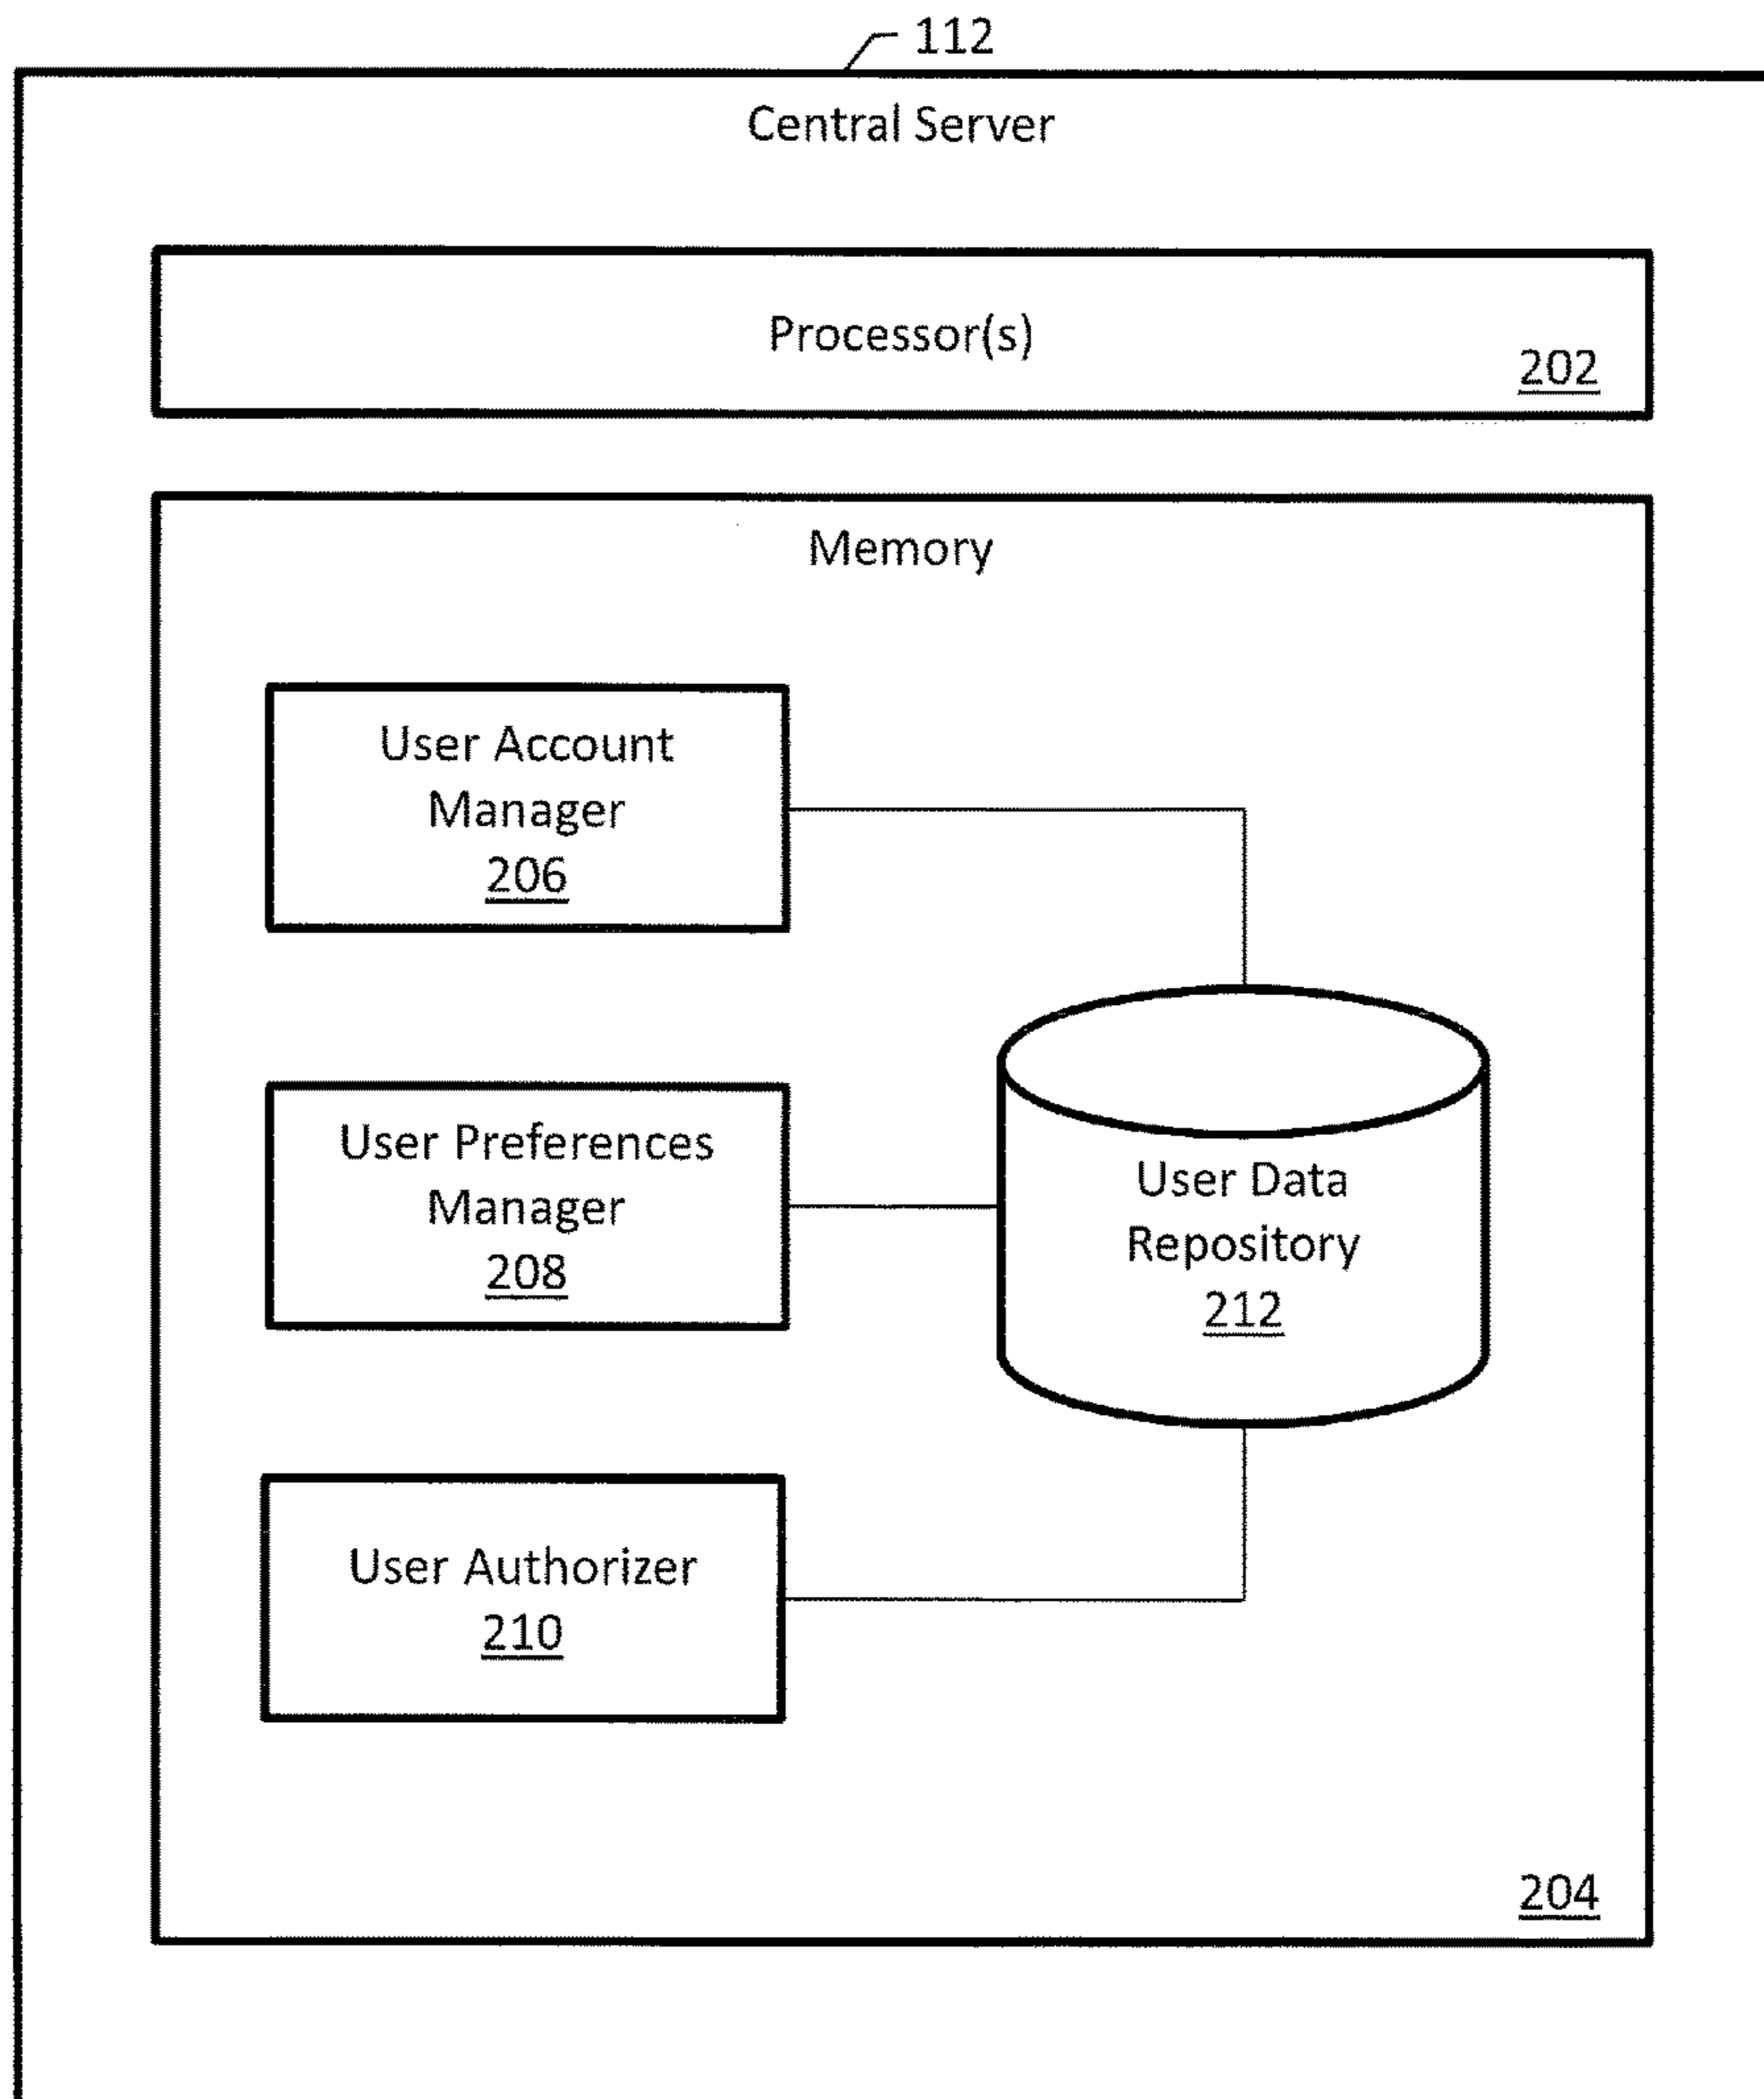 112
Central Server
Processor(s)
202
Memory
User Account
Manager
206
User Preferences
Manager
208
User Data
Repository
212
User Authorizer
210
204